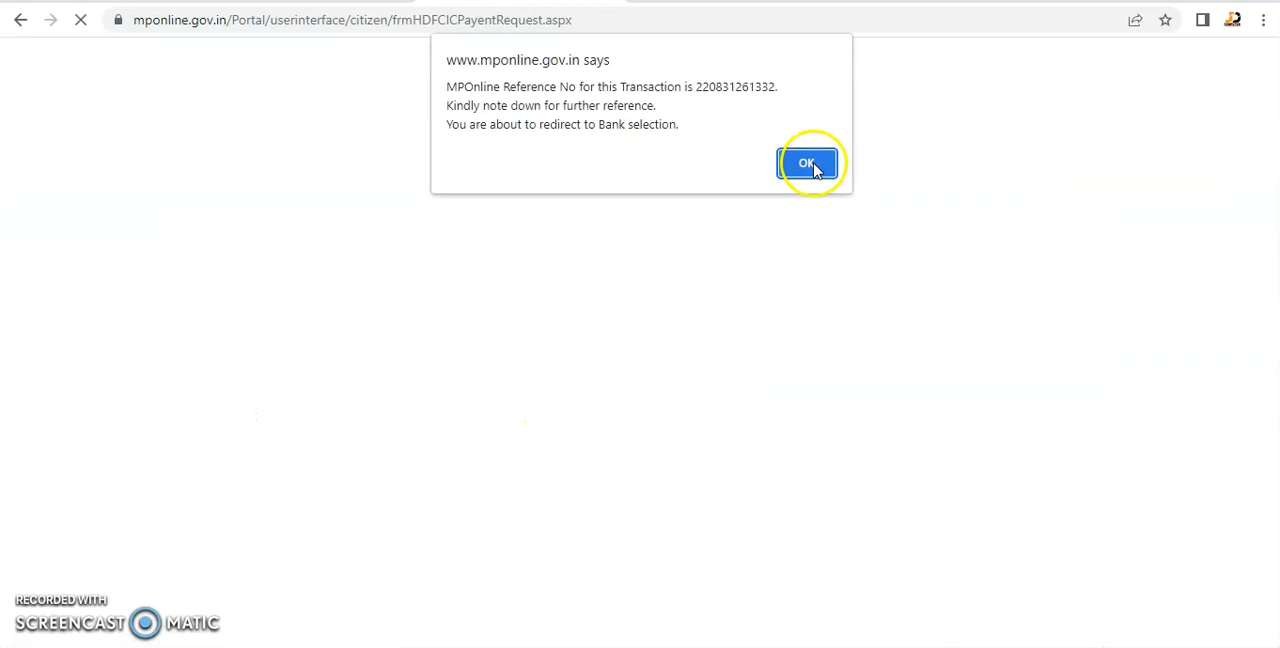 mponline.gov.in/Portal/userinterface/citizen/frmHDFCICPayentRequest.aspx
www.mponline.gov.in says
MPOnline Reference No for this Transaction is 220831261332.
Kindly note down for further reference.
You are about to redirect to Bank selection.
OK
RECORDED WITH
SCREENCAST MATIC